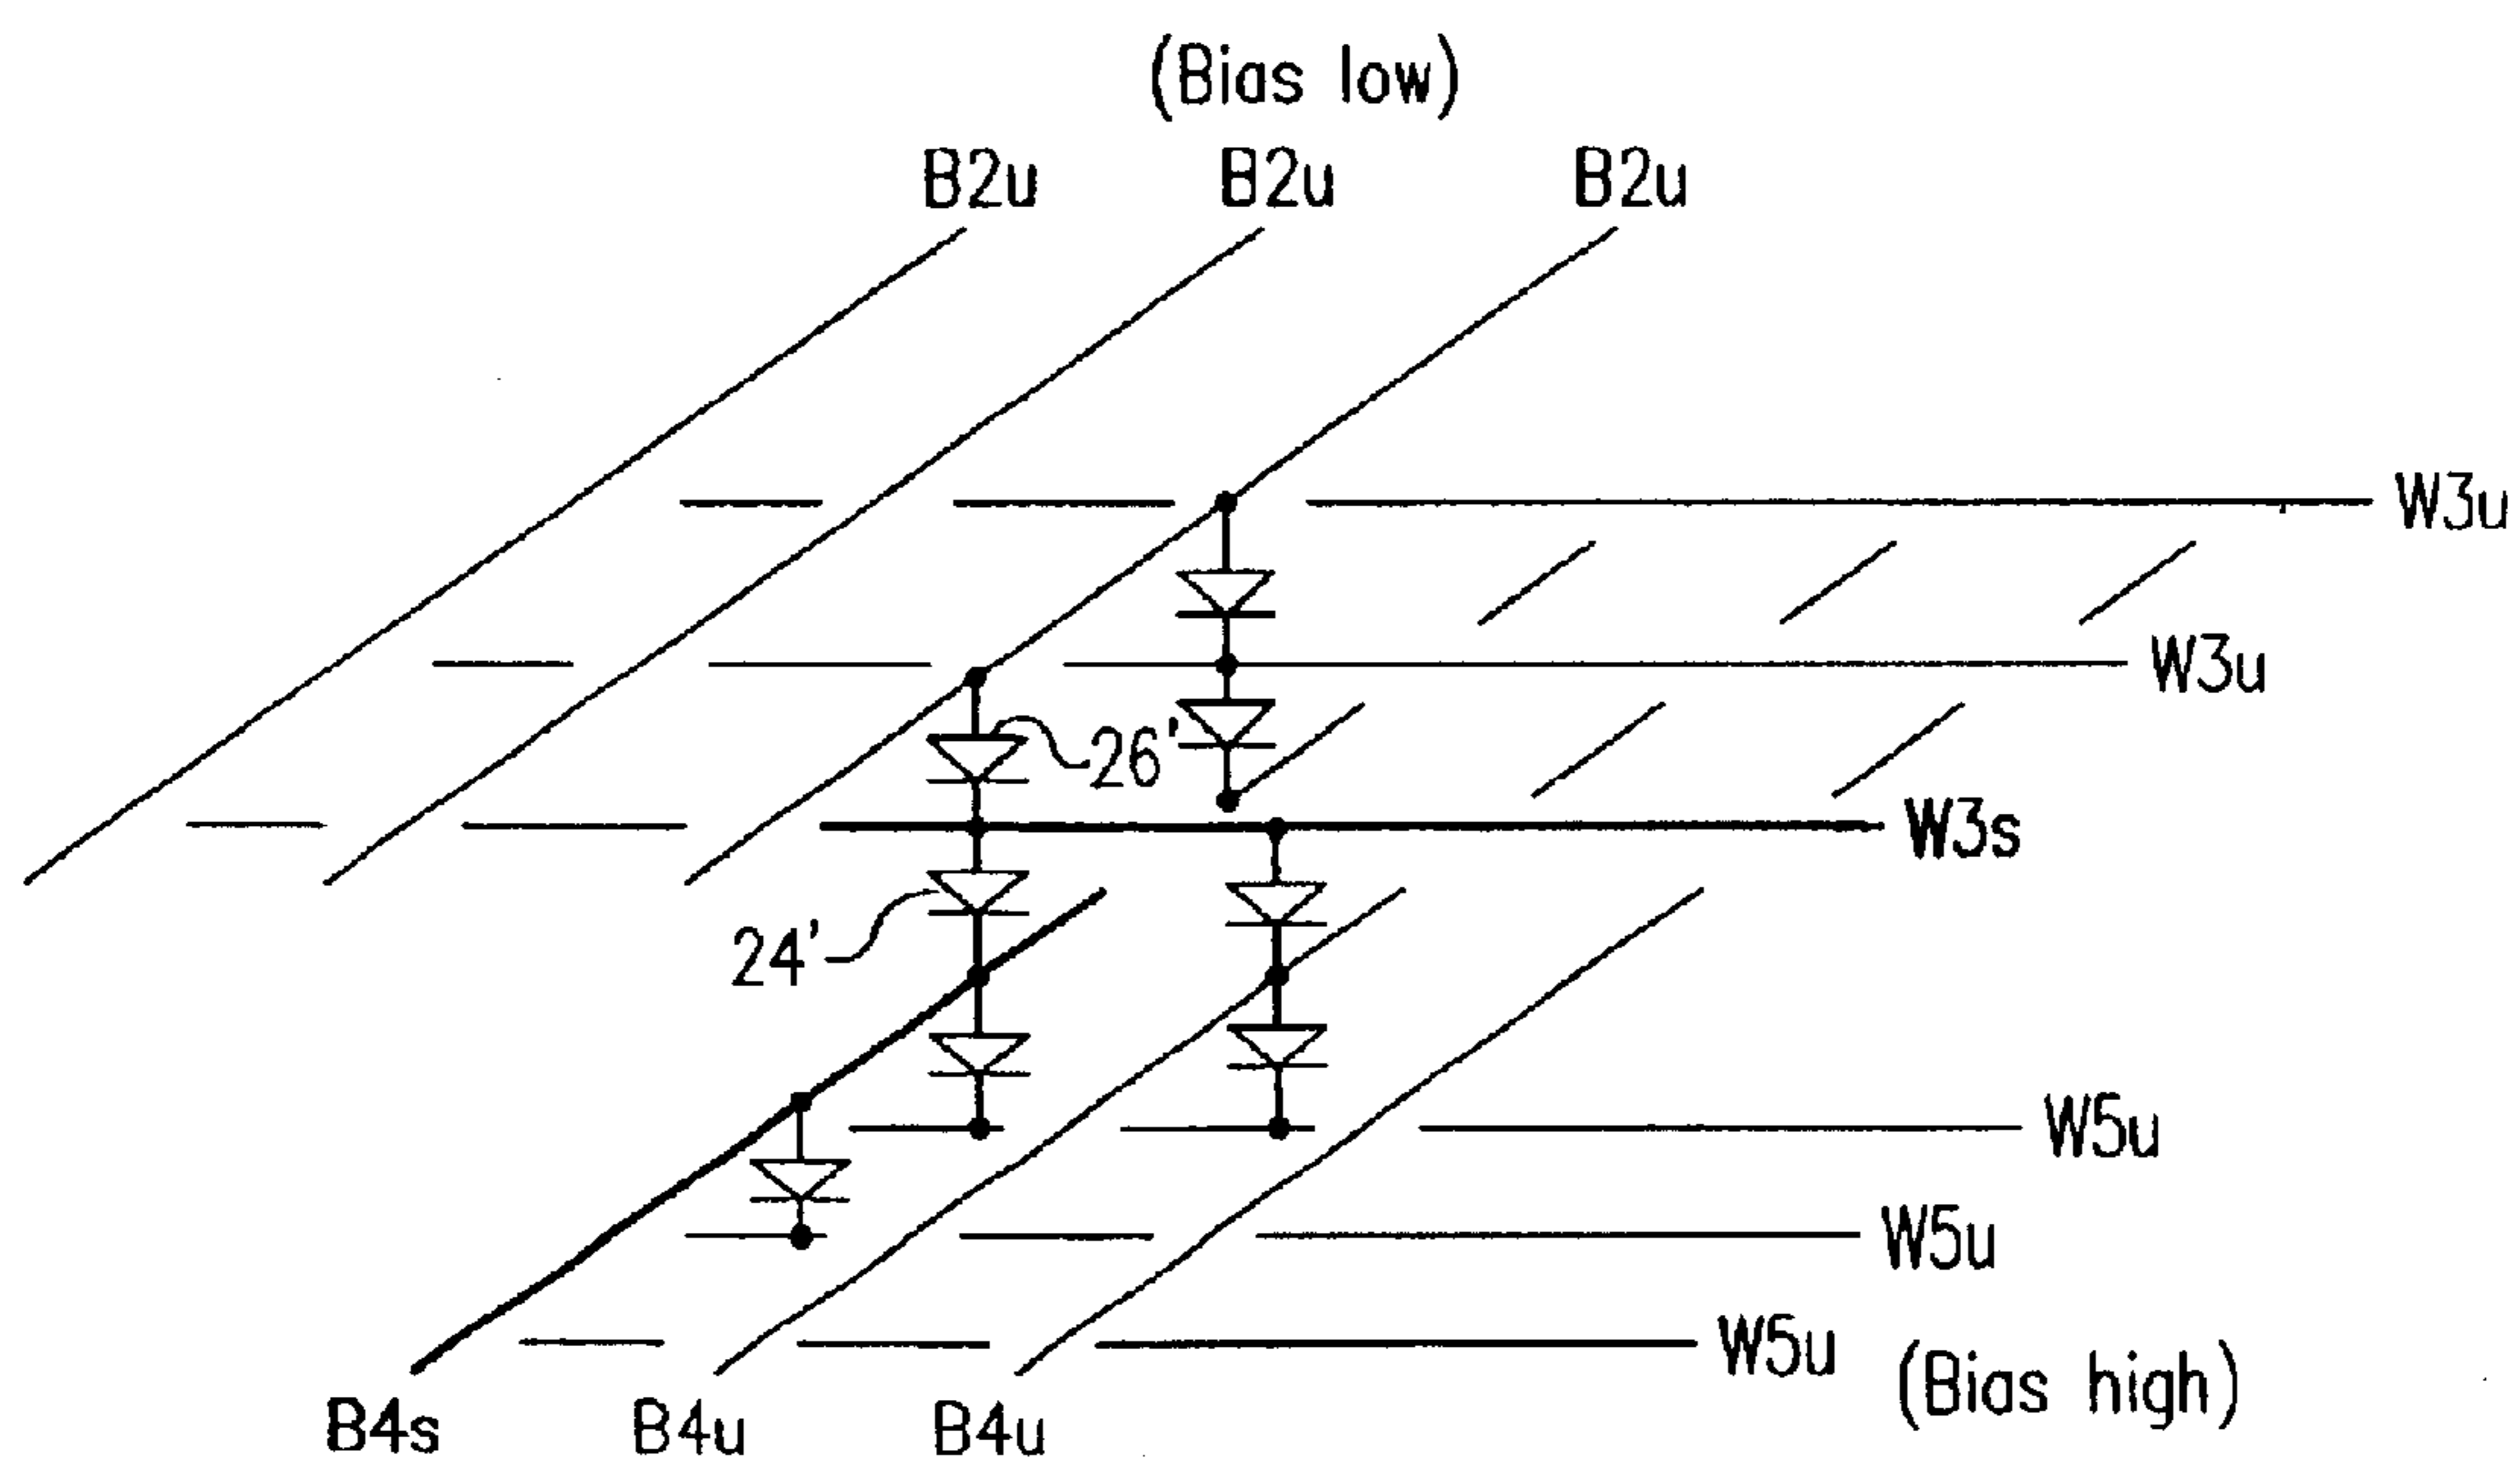 (Bias low)
B2u B2u B2u
W3u
W3u
26'
W3s
24'
W5u
W5u
W5u
(Bias high)
B4s B4u B4u